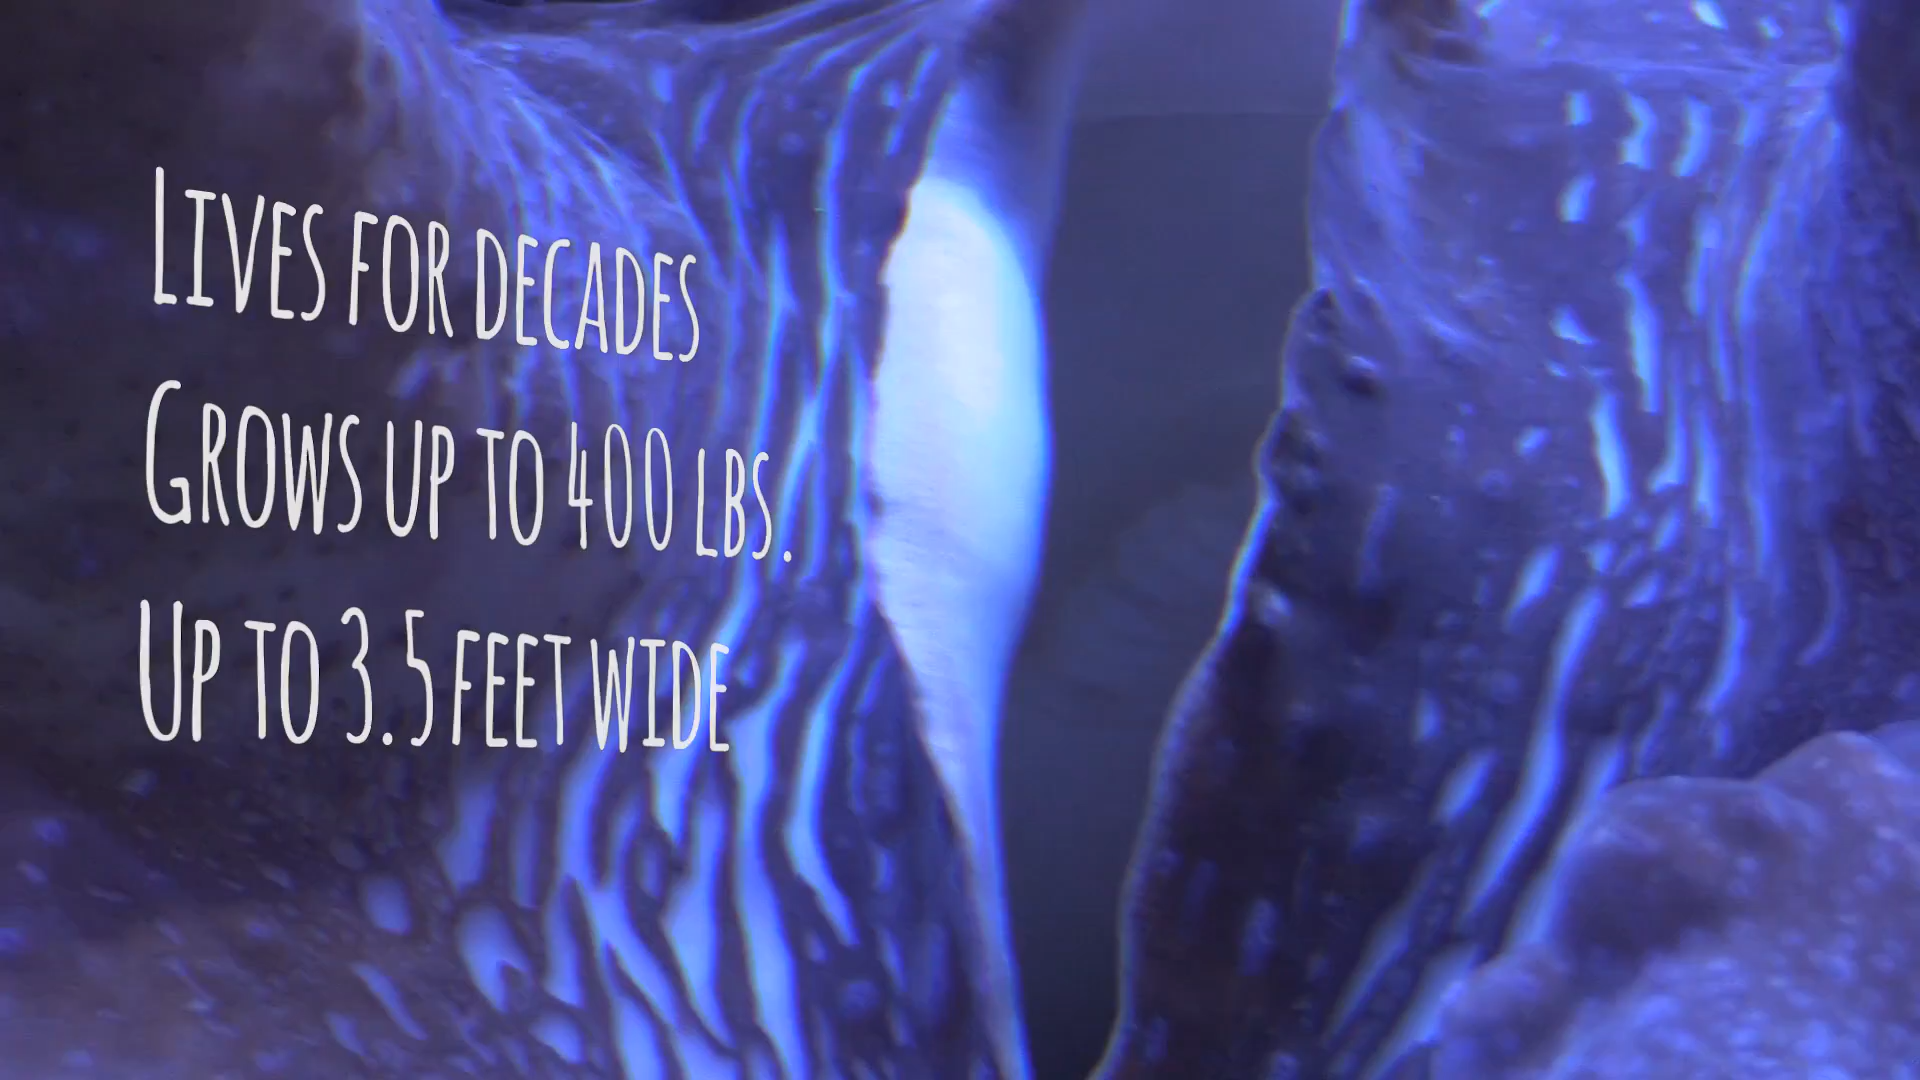 Lives for decades
Grows up to 400 lbs.
Up to 3.5 feet wide